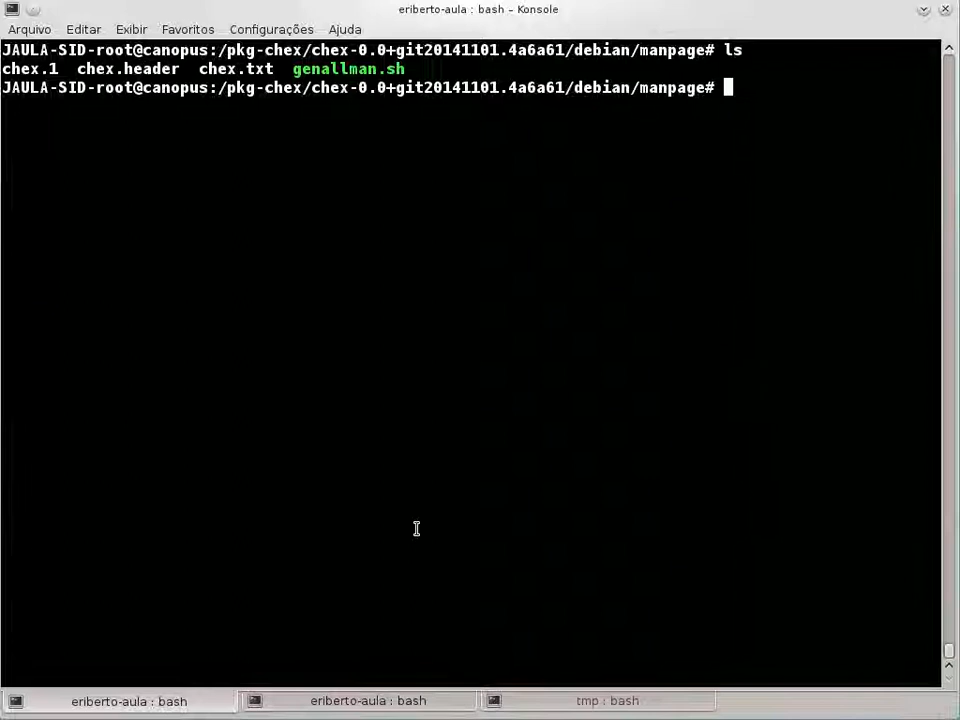 eriberto-aula : bash – Konsole
Arquivo Editar Exibir Favoritos Configurações Ajuda
JAULA-SID-root@canopus:/pkg-chex/chex-0.0+git20141101.4a6a61/debian/manpage# ls
chex.1 chex.header chex.txt genallman.sh
JAULA-SID-root@canopus:/pkg-chex/chex-0.0+git20141101.4a6a61/debian/manpage#
eriberto-aula : bash eriberto-aula : bash tmp : bash